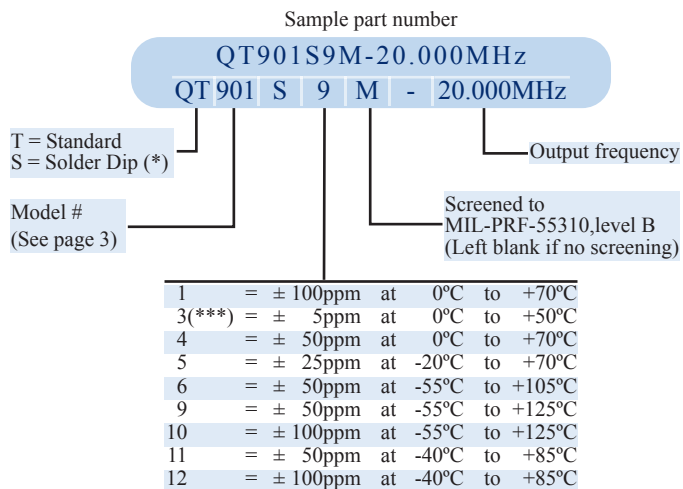 Sample part number
QT901S9M-20.000MHz
QT 901 S 9 M - 20.000MHz
T = Standard
S = Solder Dip (*)
Output frequency
Model #
(See page 3)
Screened to
MIL-PRF-55310,level B
(Left blank if no screening)
1 = ± 100ppm at 0ºC to +70ºC
3(***) = ± 5ppm at 0ºC to +50ºC
4 = ± 50ppm at 0ºC to +70ºC
5 = ± 25ppm at -20ºC to +70ºC
6 = ± 50ppm at -55ºC to +105ºC
9 = ± 50ppm at -55ºC to +125ºC
10 = ± 100ppm at -55ºC to +125ºC
11 = ± 50ppm at -40ºC to +85ºC
12 = ± 100ppm at -40ºC to +85ºC